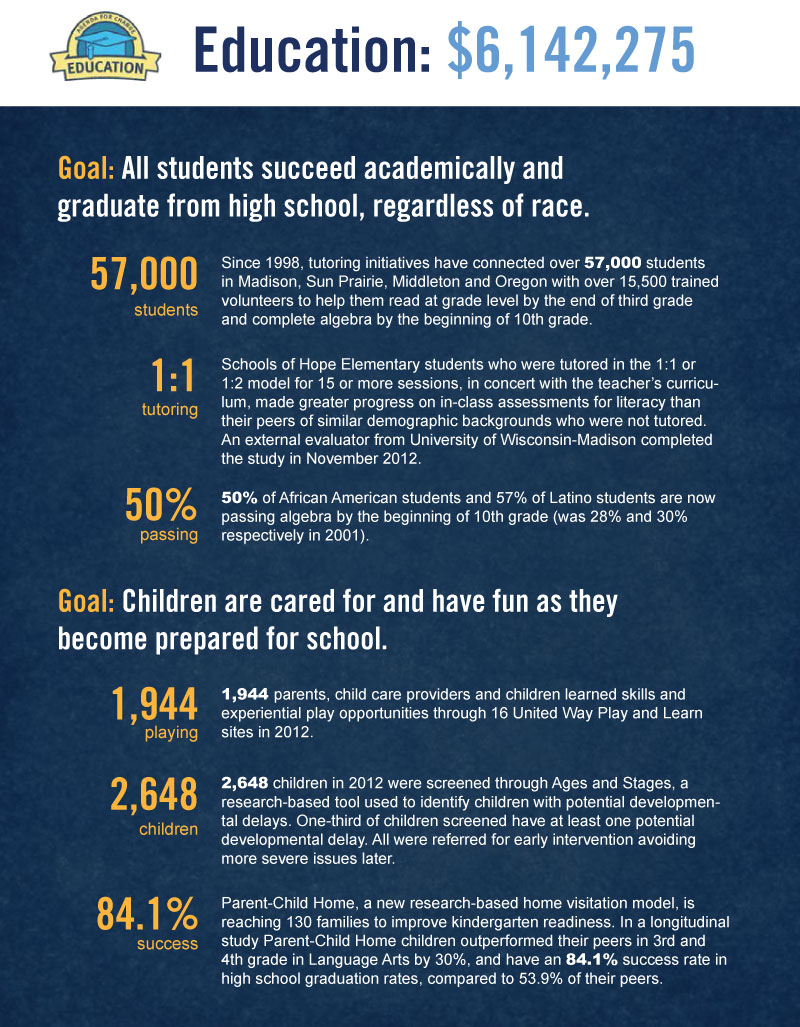 AGENDA FOR CHANGE
EDUCATION
Education: $6,142,275
Goal: All students succeed academically and
graduate from high school, regardless of race.
57,000
students
Since 1998, tutoring initiatives have connected over 57,000 students
in Madison, Sun Prairie, Middleton and Oregon with over 15,500 trained
volunteers to help them read at grade level by the end of third grade
and complete algebra by the beginning of 10th grade.
1:1
tutoring
Schools of Hope Elementary students who were tutored in the 1:1 or
1:2 model for 15 or more sessions, in concert with the teacher's curricu-
lum, made greater progress on in-class assessments for literacy than
their peers of similar demographic backgrounds who were not tutored.
An external evaluator from University of Wisconsin-Madison completed
the study in November 2012.
50%
passing
50% of African American students and 57% of Latino students are now
passing algebra by the beginning of 10th grade (was 28% and 30%
respectively in 2001).
Goal: Children are cared for and have fun as they
become prepared for school.
1,944
playing
1,944 parents, child care providers and children learned skills and
experiential play opportunities through 16 United Way Play and Learn
sites in 2012.
2,648
children
2,648 children in 2012 were screened through Ages and Stages, a
research-based tool used to identify children with potential developmen-
tal delays. One-third of children screened have at least one potential
developmental delay. All were referred for early intervention avoiding
more severe issues later.
84.1%
success
Parent-Child Home, a new research-based home visitation model, is
reaching 130 families to improve kindergarten readiness. In a longitudinal
study Parent-Child Home children outperformed their peers in 3rd and
4th grade in Language Arts by 30%, and have an 84.1% success rate in
high school graduation rates, compared to 53.9% of their peers.